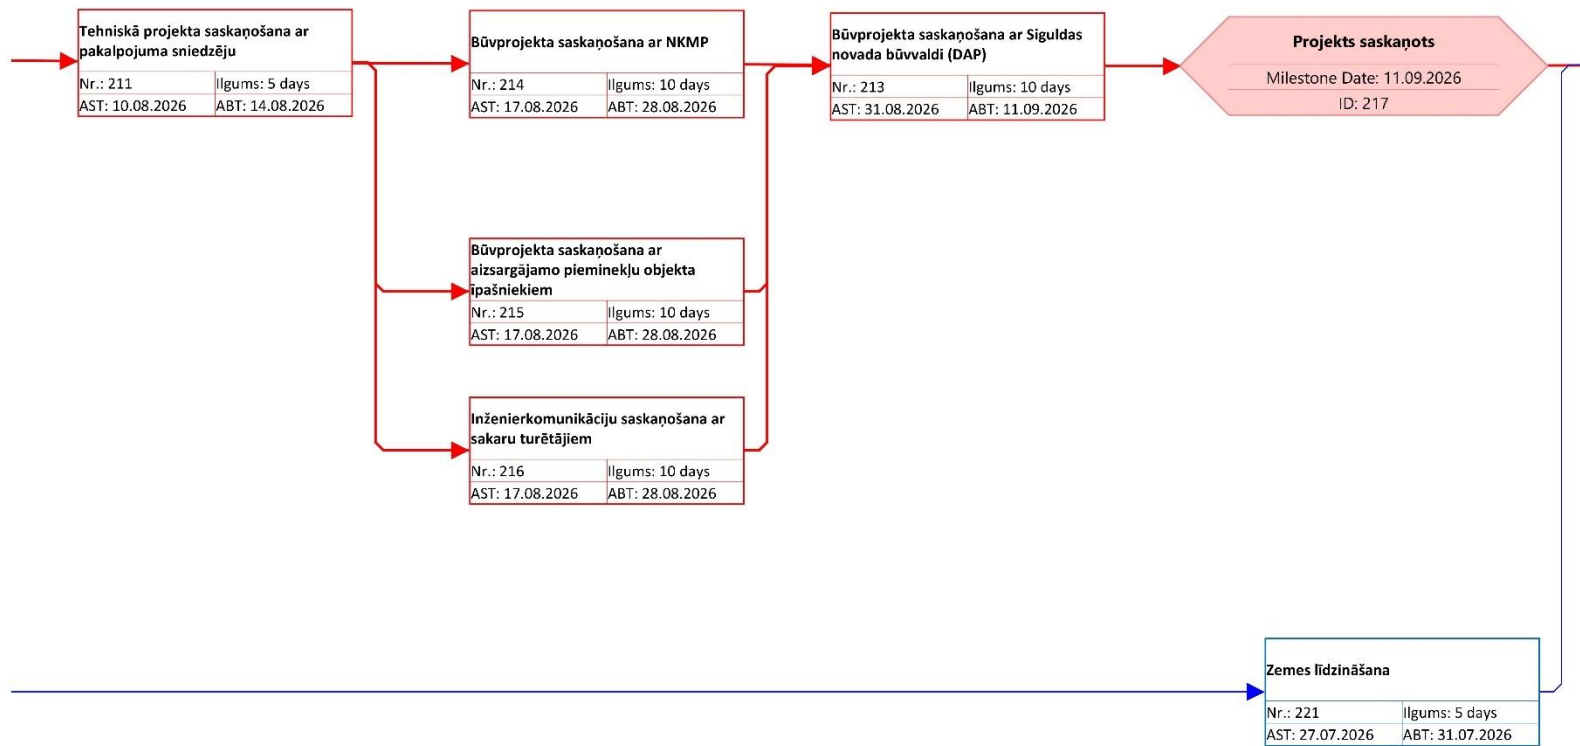 Tehniskā projekta saskaņošana ar
pakalpojuma sniedzēju
Nr.: 211 Ilgums: 5 days
AST: 10.08.2026 ABT: 14.08.2026
Būvprojekta saskaņošana ar NKMP
Nr.: 214 Ilgums: 10 days
AST: 17.08.2026 ABT: 28.08.2026
Būvprojekta saskaņošana ar Siguldas
novada būvvaldi (DAP)
Nr.: 213 Ilgums: 10 days
AST: 31.08.2026 ABT: 11.09.2026
Projekts saskaņots
Milestone Date: 11.09.2026
ID: 217
Būvprojekta saskaņošana ar
aizsargājamo pieminekļu objekta
īpašniekiem
Nr.: 215 Ilgums: 10 days
AST: 17.08.2026 ABT: 28.08.2026
Inženierkomunikāciju saskaņošana ar
sakaru turētājiem
Nr.: 216 Ilgums: 10 days
AST: 17.08.2026 ABT: 28.08.2026
Zemes līdzināšana
Nr.: 221 Ilgums: 5 days
AST: 27.07.2026 ABT: 31.07.2026